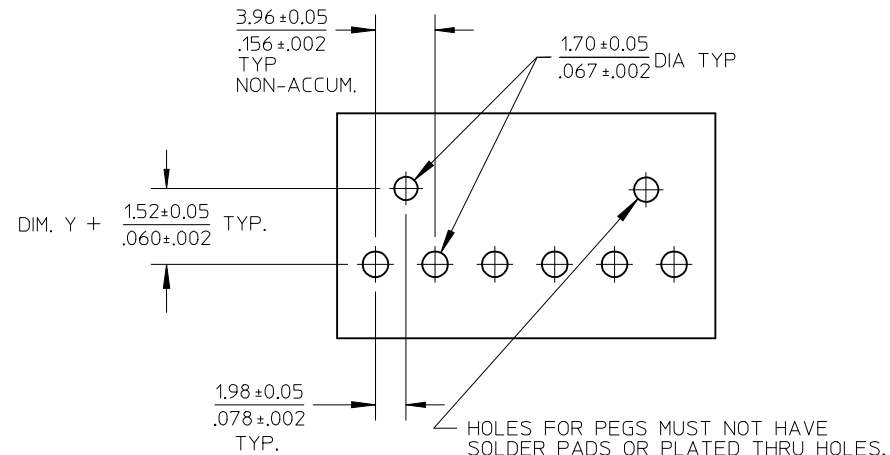 3.96±0.05
.156±.002
TYP
NON-ACCUM.
1.70±0.05
.067±.002 DIA TYP
DIM. Y + 1.52±0.05 TYP.
.060±.002
1.98±0.05
.078±.002
TYP.
HOLES FOR PEGS MUST NOT HAVE
SOLDER PADS OR PLATED THRU HOLES.